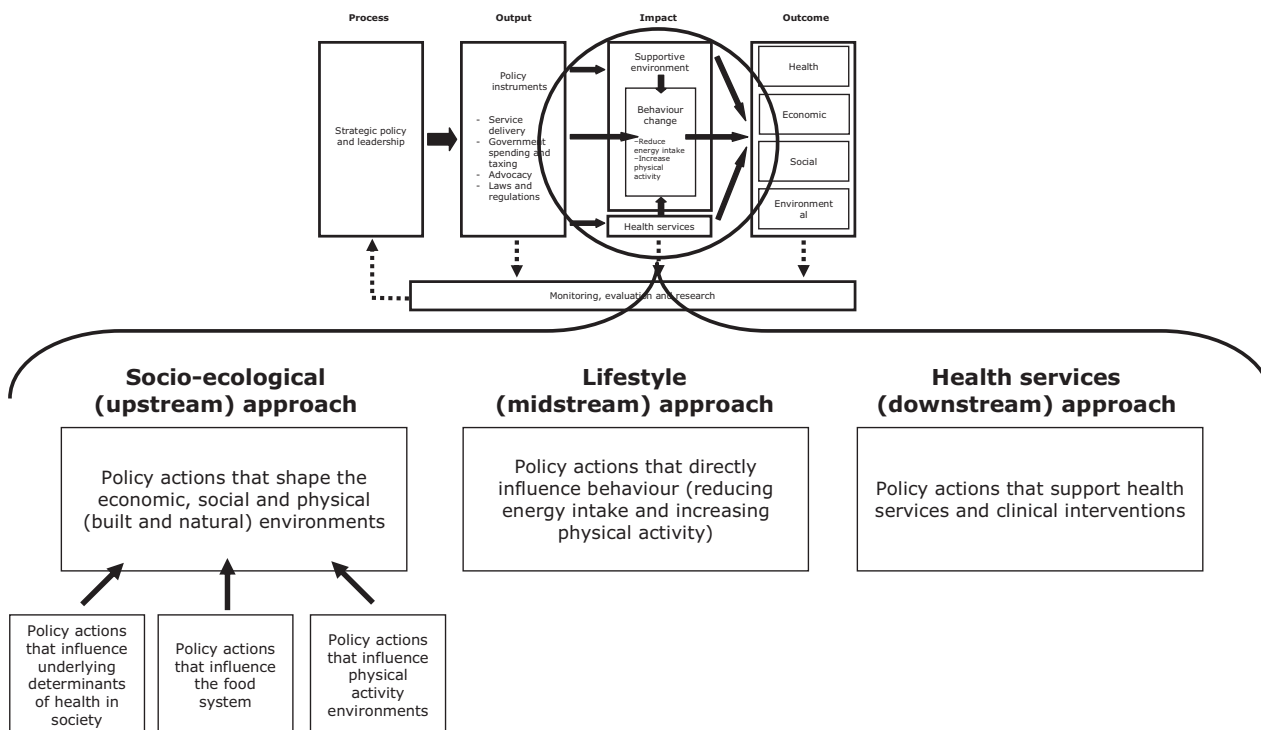 Process
Output
Impact
Outcome
Strategic policy
and leadership
Policy
instruments
- Service
delivery
- Government
spending and
taxing
- Advocacy
- Laws and
regulations
Supportive
environment
Behaviour
change
–Reduce
energy intake
–Increase
physical
activity
Health services
Health
Economic
Social
Environment
al
Monitoring, evaluation and research
Socio-ecological
(upstream) approach
Lifestyle
(midstream) approach
Health services
(downstream) approach
Policy actions that shape the
economic, social and physical
(built and natural) environments
Policy actions that directly
influence behaviour (reducing
energy intake and increasing
physical activity)
Policy actions that support health
services and clinical interventions
Policy actions
that influence
underlying
determinants
of health in
society
Policy actions
that influence
the food
system
Policy actions
that influence
physical
activity
environments